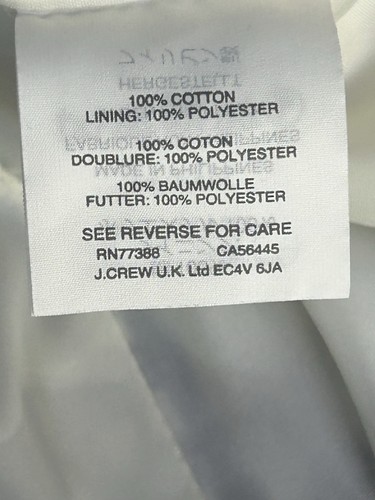 100% COTTON
LINING: 100% POLYESTER
100% COTON
DOUBLURE: 100% POLYESTER
100% BAUMWOLLE
FUTTER: 100% POLYESTER
SEE REVERSE FOR CARE
RN77388 CA56445
J.CREW U.K. Ltd EC4V 6JA